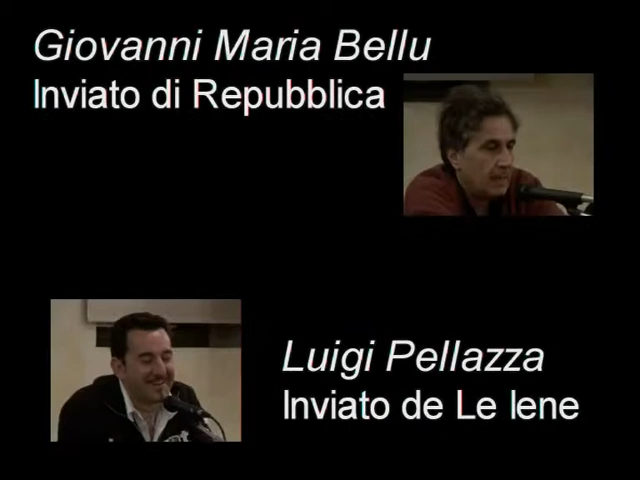 Giovanni Maria Bellu
Inviato di Repubblica
Luigi Pellazza
Inviato de Le Iene